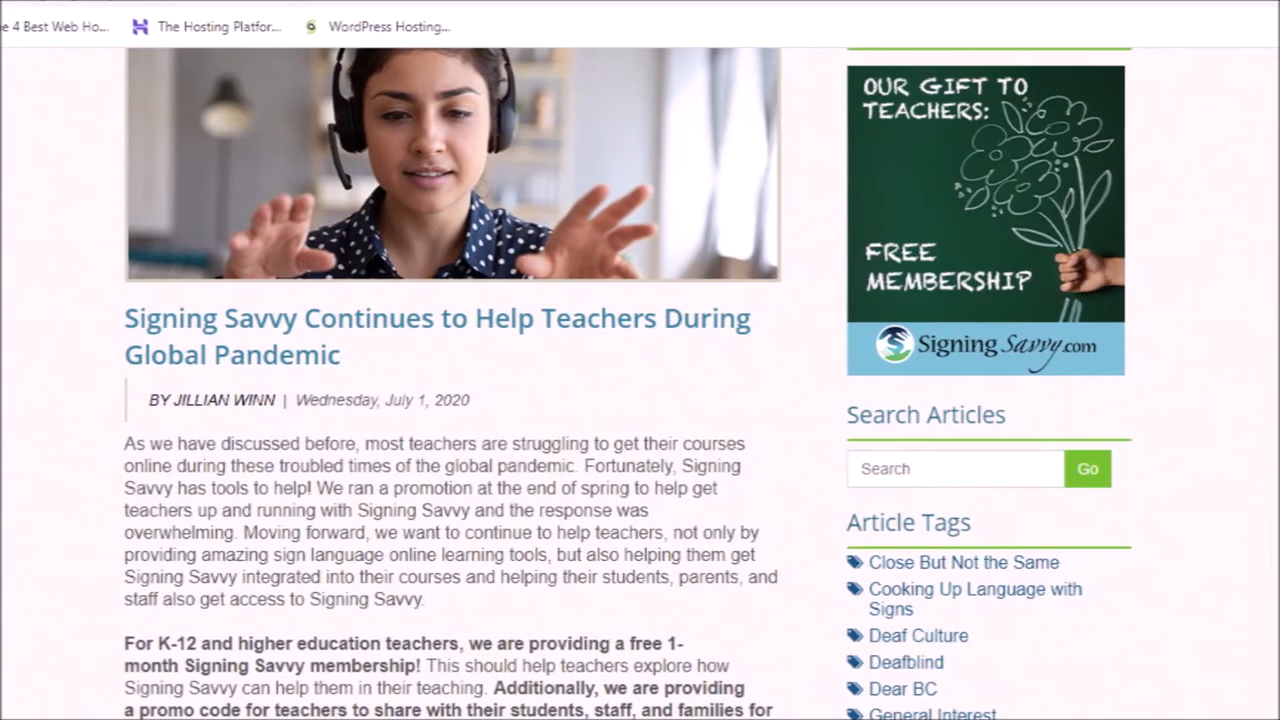 e 4 Best Web Ho...
The Hosting Platfor...
WordPress Hosting...
Signing Savvy Continues to Help Teachers During
Global Pandemic
BY JILLIAN WINN | Wednesday, July 1, 2020
As we have discussed before, most teachers are struggling to get their courses
online during these troubled times of the global pandemic. Fortunately, Signing
Savvy has tools to help! We ran a promotion at the end of spring to help get
teachers up and running with Signing Savvy and the response was
overwhelming. Moving forward, we want to continue to help teachers, not only by
providing amazing sign language online learning tools, but also helping them get
Signing Savvy integrated into their courses and helping their students, parents, and
staff also get access to Signing Savvy.
For K-12 and higher education teachers, we are providing a free 1-
month Signing Savvy membership! This should help teachers explore how
Signing Savvy can help them in their teaching. Additionally, we are providing
a promo code for teachers to share with their students, staff, and families for
OUR GIFT TO
TEACHERS:
FREE
MEMBERSHIP
Signing Savvy.com
Search Articles
Search
Go
Article Tags
Close But Not the Same
Cooking Up Language with
Signs
Deaf Culture
Deafblind
Dear BC
General Interest